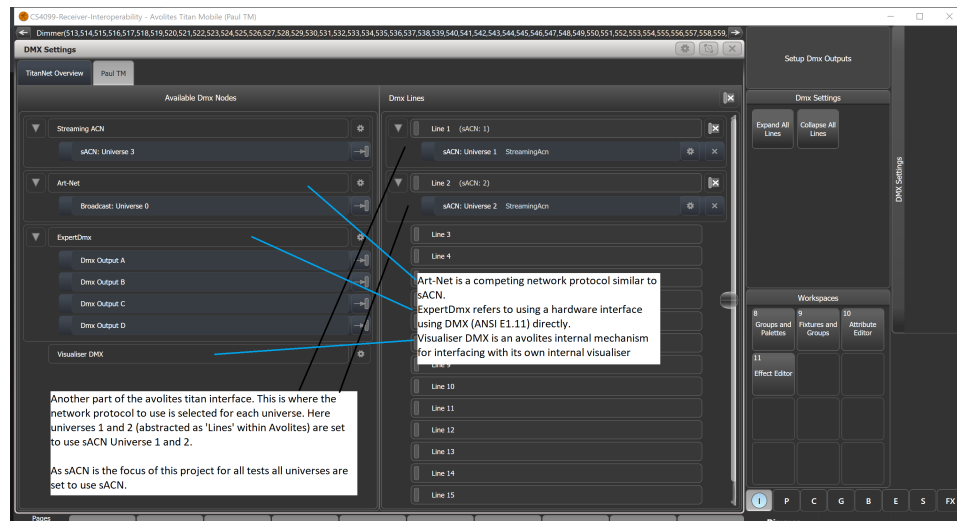 CS4099-Receiver-Interoperability - Avolites Titan Mobile (Paul TM)
Dimmer(513,514,515,516,517,518,519,520,521,522,523,524,525,526,527,528,529,530,531,532,533,534,535,536,537,538,539,540,541,542,543,544,545,546,547,548,549,550,551,552,553,554,555,556,557,558,559,
DMX Settings
TitanNet Overview
Paul TM
Available Dmx Nodes
Streaming ACN
sACN: Universe 3
Art-Net
Broadcast: Universe 0
ExpertDmx
Dmx Output A
Dmx Output B
Dmx Output C
Dmx Output D
Visualiser DMX
Another part of the avolites titan interface. This is where the
network protocol to use is selected for each universe. Here
universes 1 and 2 (abstracted as 'Lines' within Avolites) are set
to use sACN Universe 1 and 2.
As sACN is the focus of this project for all tests all universes are
set to use sACN.
Dmx Lines
Line 1 (sACN: 1)
sACN: Universe 1 StreamingAcn
Line 2 (sACN: 2)
sACN: Universe 2 StreamingAcn
Line 3
Line 4
Art-Net is a competing network protocol similar to
sACN.
ExpertDmx refers to using a hardware interface
using DMX (ANSI E1.11) directly.
Visualiser DMX is an avolites internal mechanism
for interfacing with its own internal visualiser
Line 9
Line 10
Line 11
Line 12
Line 13
Line 14
Line 15
Setup Dmx Outputs
Dmx Settings
Expand All
Lines
Collapse All
Lines
DMX Settings
Workspaces
8
Groups and
Palettes
9
Fixtures and
Groups
10
Attribute
Editor
11
Effect Editor
I P C G B E S FX
Pages